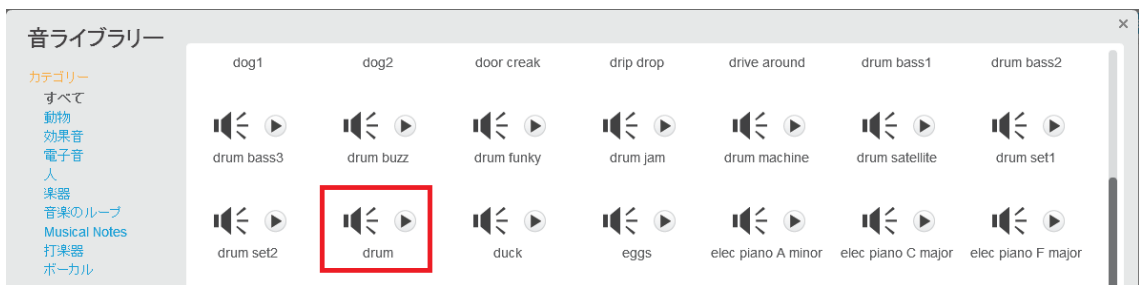 音ライブラリー
×
カテゴリー
すべて
動物
効果音
電子音
人
楽器
音楽のループ
Musical Notes
打楽器
ボーカル
dog1 dog2 door creak drip drop drive around drum bass1 drum bass2
drum bass3 drum buzz drum funky drum jam drum machine drum satellite drum set1
drum set2 drum duck eggs elec piano A minor elec piano C major elec piano F major